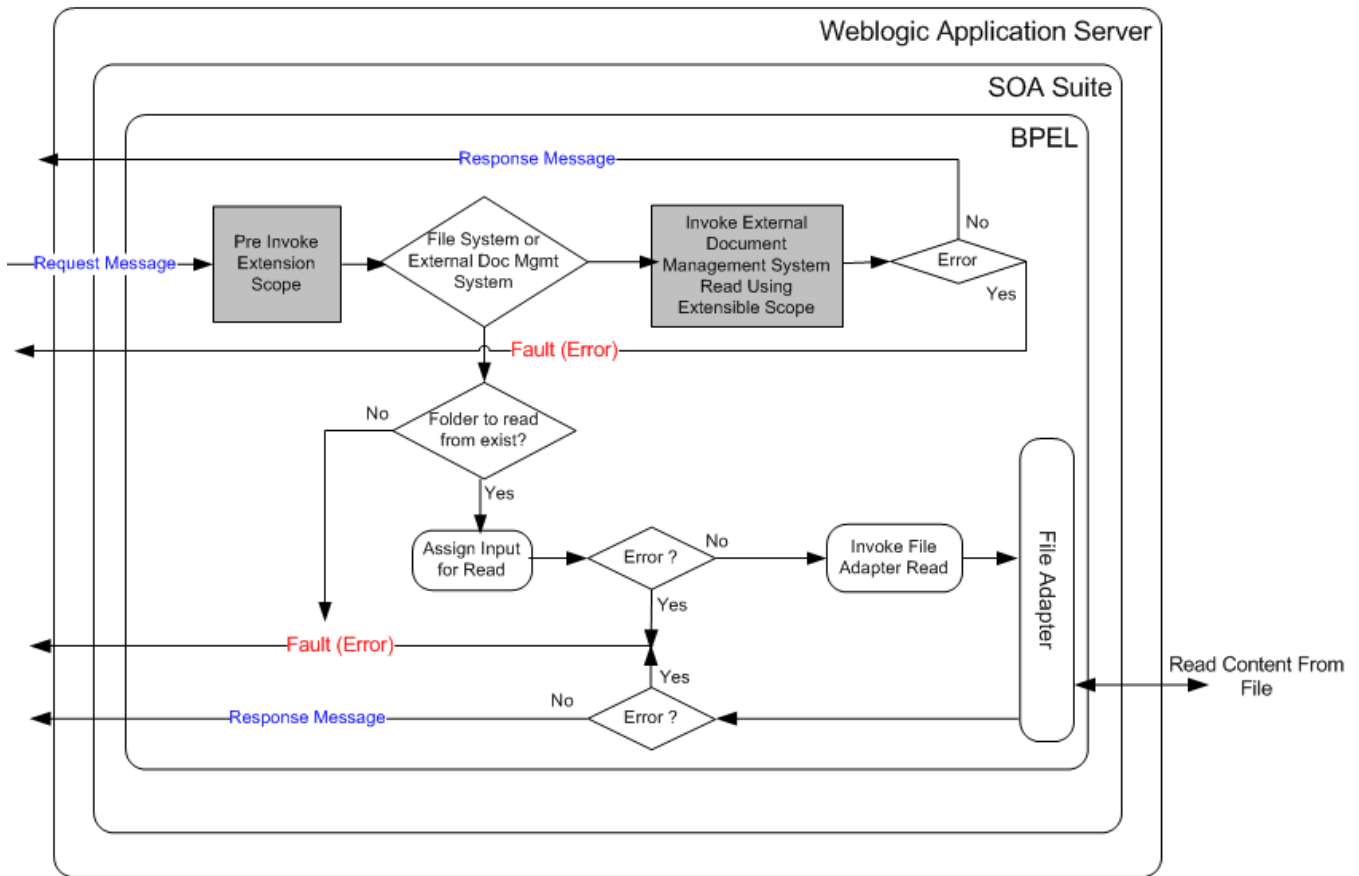 Weblogic Application Server
SOA Suite
BPEL
Response Message
No
Pre Invoke
Extension
Scope
File System or
External Doc Mgmt
System
Invoke External
Document
Management System
Read Using
Extensible Scope
Error
Request Message
Yes
Fault (Error)
No
Folder to read
from exist?
Yes
Assign Input
for Read
Error ?
No
Invoke File
Adapter Read
File Adapter
Yes
Fault (Error)
Yes
Read Content From
File
No
Error ?
Response Message